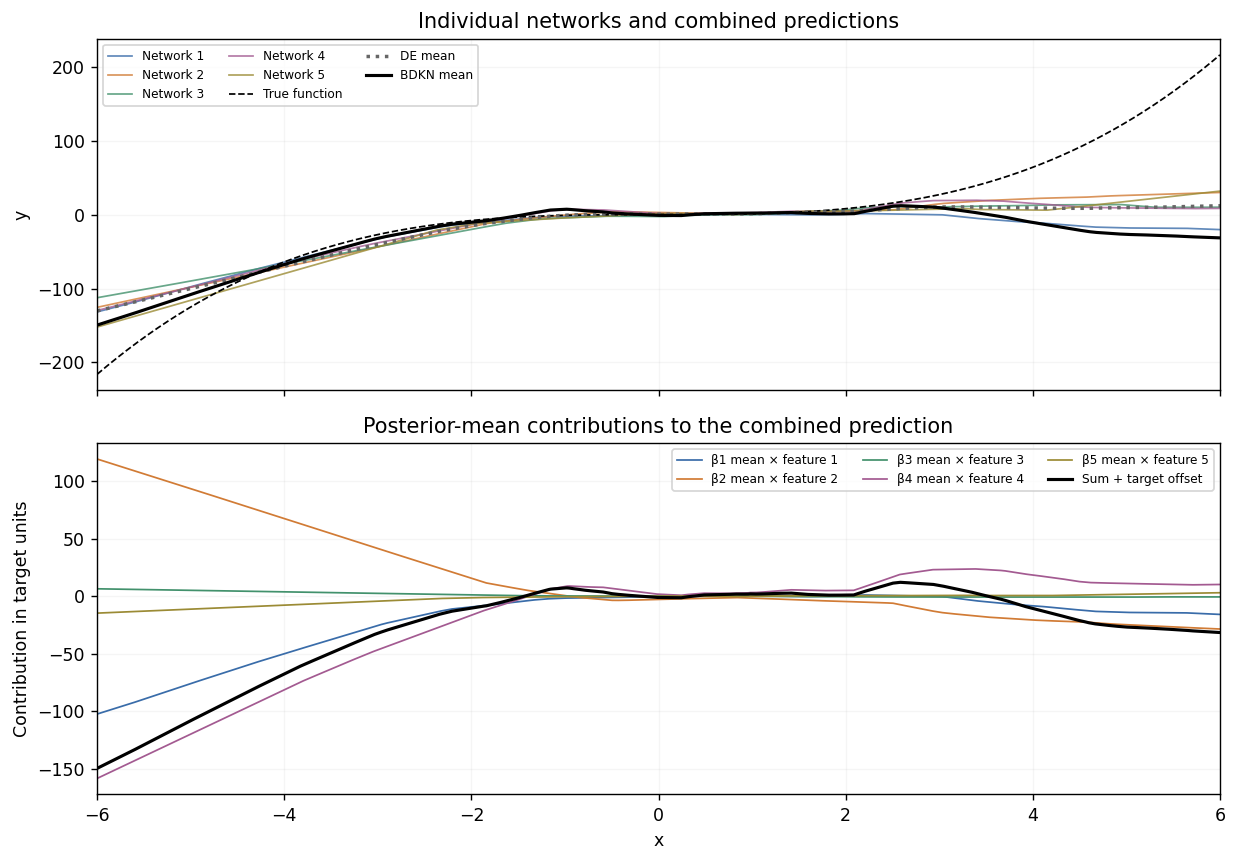 Individual networks and combined predictions
Network 1
Network 2
Network 3
Network 4
Network 5
True function
DE mean
BDKN mean
200
100
0
−100
−200
y
Posterior-mean contributions to the combined prediction
β1 mean × feature 1
β2 mean × feature 2
β3 mean × feature 3
β4 mean × feature 4
β5 mean × feature 5
Sum + target offset
100
50
0
−50
−100
−150
Contribution in target units
−6
−4
−2
0
2
4
6
x